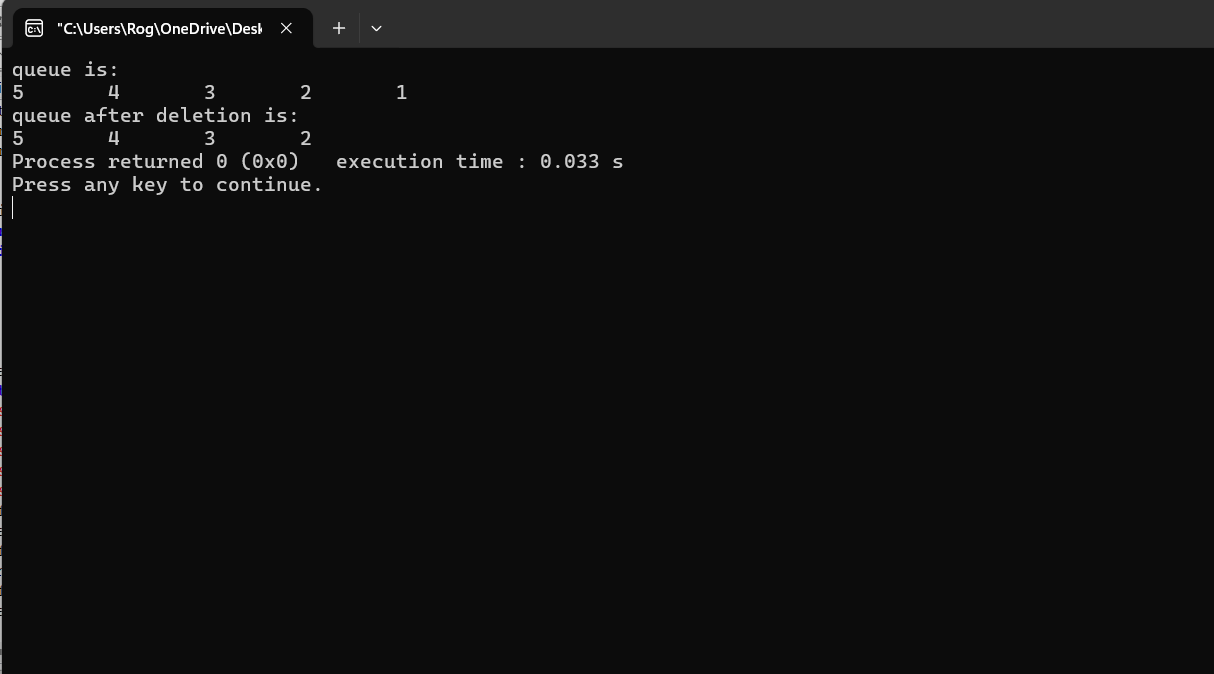 "C:\Users\Rog\OneDrive\Desk
queue is:
5 4 3 2 1
queue after deletion is:
5 4 3 2
Process returned 0 (0x0) execution time : 0.033 s
Press any key to continue.